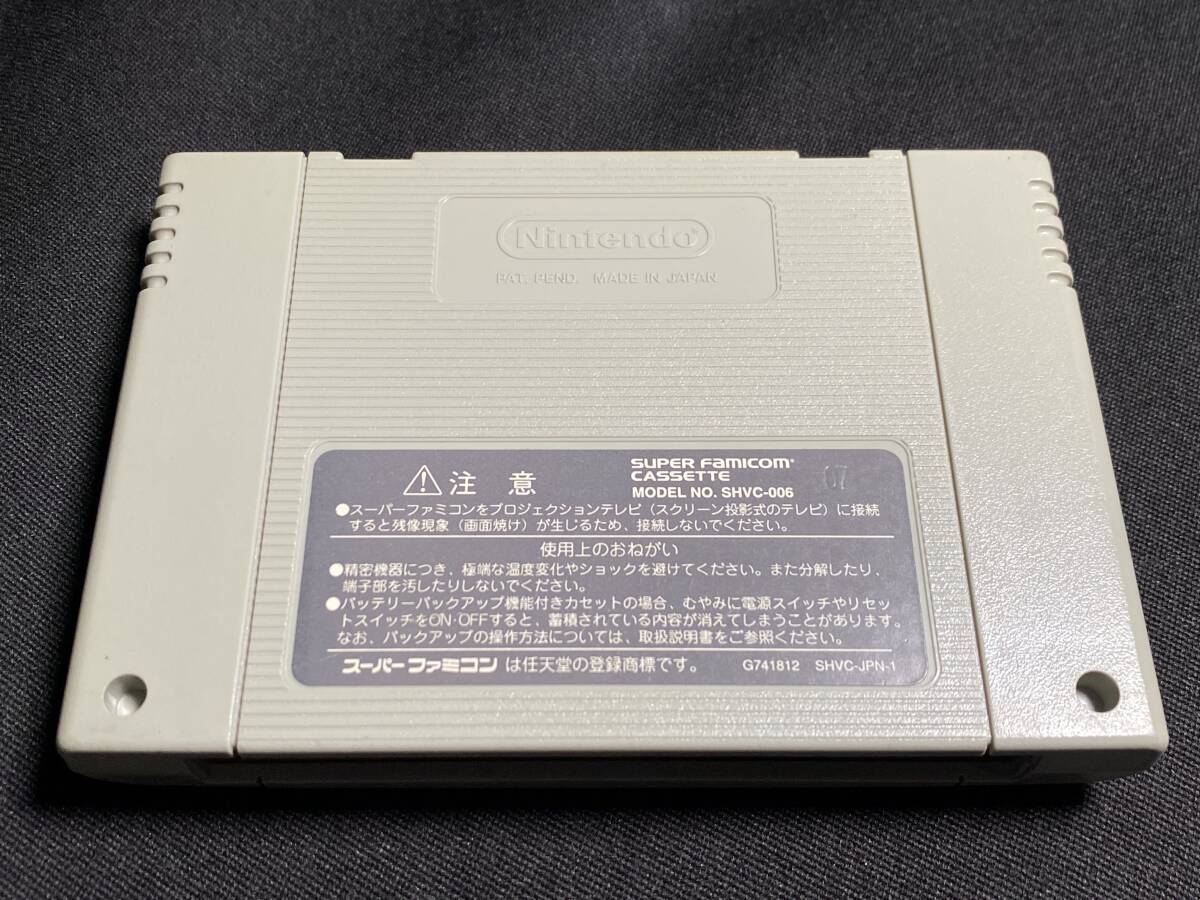 Nintendo
PAT. PEND. MADE IN JAPAN
⚠注意
SUPER FAMICOM
CASSETTE
MODEL NO. SHVC-006
07
●スーパーファミコンをプロジェクションテレビ(スクリーン投影式のテレビ)に接続
すると残像現象(画面焼け)が生じるため、接続しないでください。
使用上のおねがい
●精密機器につき、極端な温度変化やショックを避けてください。また分解したり、
端子部を汚したりしないでください。
●バッテリーバックアップ機能付きカセットの場合、むやみに電源スイッチやリセッ
トスイッチをON・OFFすると、蓄積されている内容が消えてしまうことがあります。
なお、バックアップの操作方法については、取扱説明書をご参照ください。
スーパーファミコン は任天堂の登録商標です。
G741812 SHVC-JPN-1